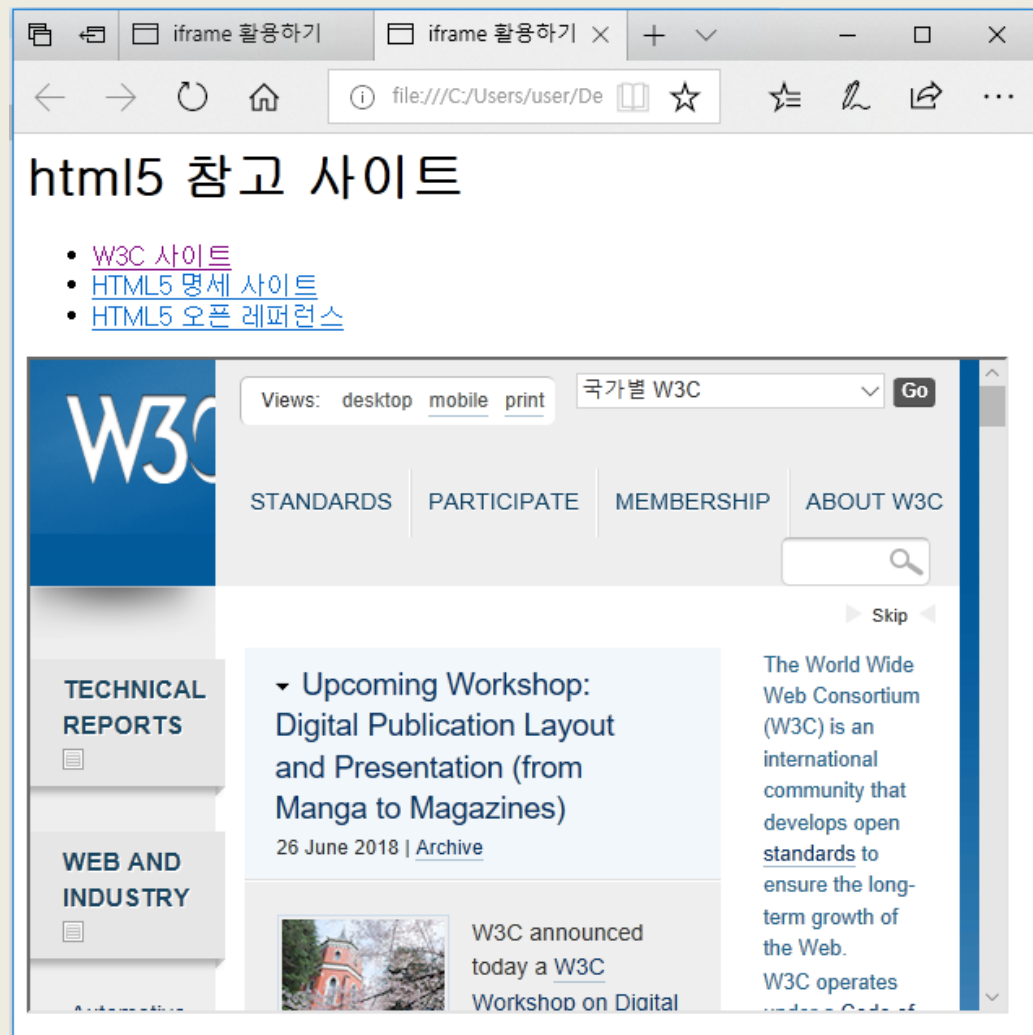 iframe 활용하기
iframe 활용하기
file:///C:/Users/user/De
html5 참고 사이트
W3C 사이트
HTML5 명세 사이트
HTML5 오픈 레퍼런스
W3C
Views: desktop mobile print
국가별 W3C
Go
STANDARDS PARTICIPATE MEMBERSHIP ABOUT W3C
Skip
TECHNICAL
REPORTS
WEB AND
INDUSTRY
Automotive
Upcoming Workshop:
Digital Publication Layout
and Presentation (from
Manga to Magazines)
26 June 2018 | Archive
W3C announced
today a W3C
Workshop on Digital
The World Wide
Web Consortium
(W3C) is an
international
community that
develops open
standards to
ensure the long-
term growth of
the Web.
W3C operates
under a Code of